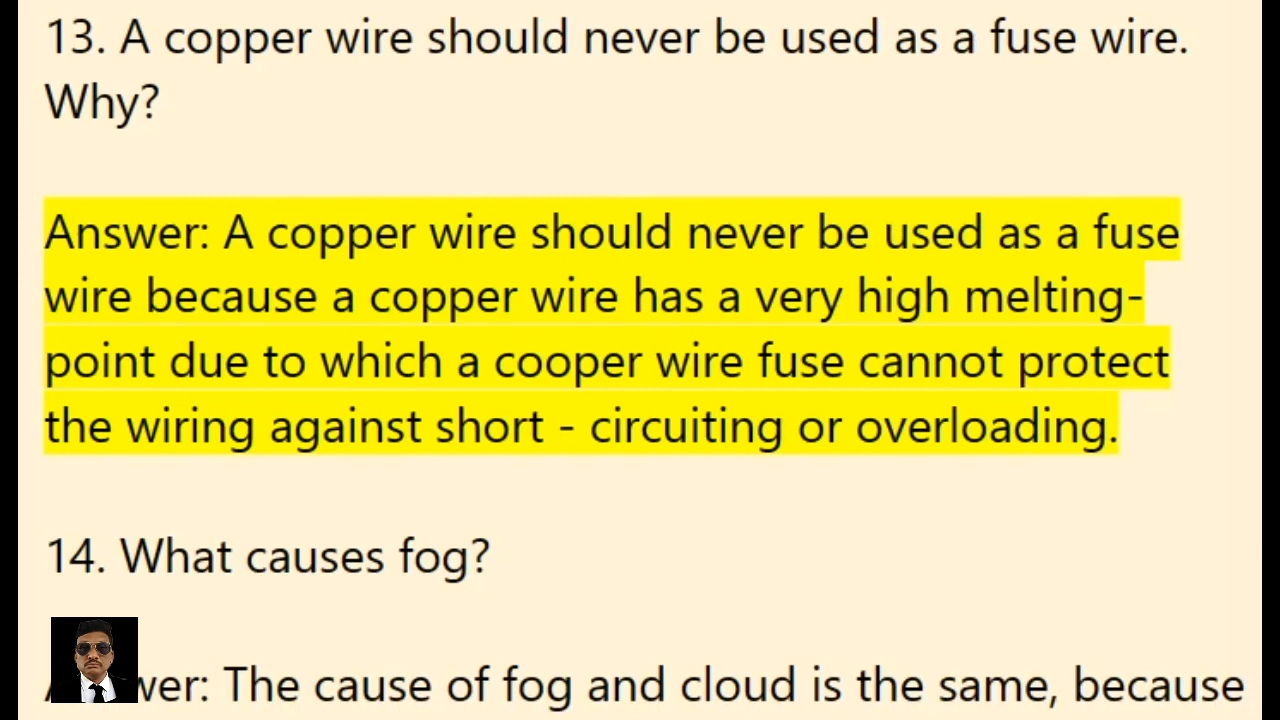 13. A copper wire should never be used as a fuse wire.
Why?
Answer: A copper wire should never be used as a fuse
wire because a copper wire has a very high melting-
point due to which a cooper wire fuse cannot protect
the wiring against short - circuiting or overloading.
14. What causes fog?
Answer: The cause of fog and cloud is the same, because